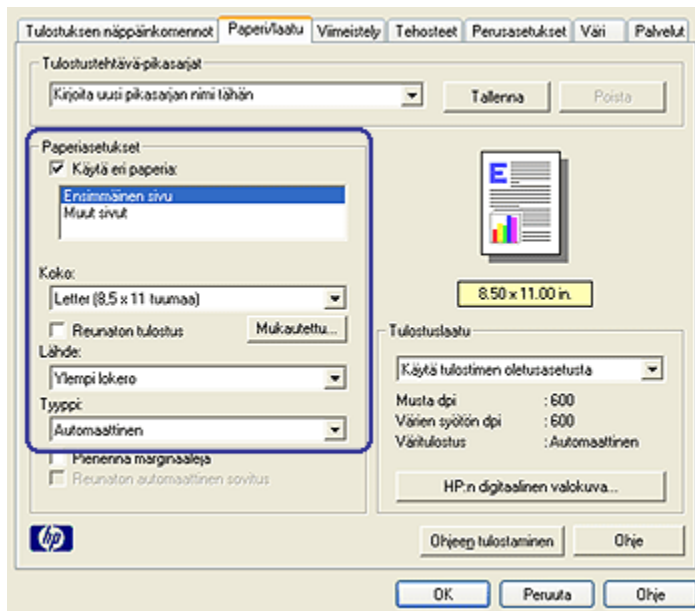 Tulostuksen näppäinkomennot Paperi/laatu Viimeistely Tehosteet Perusasetukset Väri Palvelut
Tulostustehtävä-pikasarjat
Kirjoita uusi pikasarjan nimi tähän
Tallenna
Poista
Paperiasetukset
Käytä eri paperia:
Ensimmäinen sivu
Muut sivut
Koko:
Letter (8,5 x 11 tuumaa)
Reunaton tulostus
Mukautettu...
Lähde:
Ylempi lokero
Tyyppi:
Automaattinen
Pienennä marginaaleja
Reunaton automaattinen sovitus
E
8.50 x 11.00 in.
Tulostuslaatu
Käytä tulostimen oletusasetusta
Musta dpi : 600
Värien syötön dpi : 600
Väritulostus : Automaattinen
HP:n digitaalinen valokuva...
hp
Ohjeen tulostaminen
Ohje
OK Peruuta Ohje